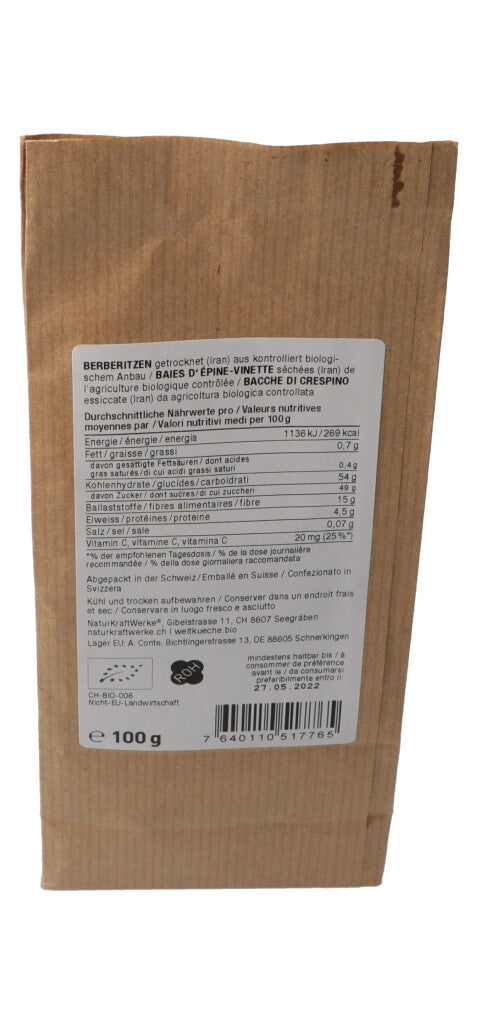 BERBERITZEN getrocknet (Iran) aus kontrolliert biologi-
schem Anbau / BAIES D'ÉPINE-VINETTE séchées (Iran) de
l'agriculture biologique contrôlée / BACCHE DI CRESPINO
essiccate (Iran) da agricoltura biologica controllata
Durchschnittliche Nährwerte pro / Valeurs nutritives
moyennes par / Valori nutritivi medi per 100 g
Energie / énergie / energia 1136 kJ / 269 kcal
Fett / graisse / grassi 0,7 g
davon gesättigte Fettsäuren / dont acides
gras saturés / di cui acidi grassi saturi 0,4 g
Kohlenhydrate / glucides / carboidrati 54 g
davon Zucker / dont sucres / di cui zuccheri 49 g
Ballaststoffe / fibres alimentaires / fibre 15 g
Eiweiss / protéines / proteine 4,5 g
Salz / sel / sale 0,07 g
Vitamin C, vitamine C, vitamina C 20 mg (25%*)
*% der empfohlenen Tagesdosis / % de la dose journalière
recommandée / % della dose giornaliera raccomandata
Abgepackt in der Schweiz / Emballé en Suisse / Confezionato in
Svizzera
Kühl und trocken aufbewahren / Conserver dans un endroit frais
et sec / Conservare in luogo fresco e asciutto
NaturKraftWerke®, Gibelstrasse 11, CH 8607 Seegräben
naturkraftwerke.ch | weltkueche.bio
Lager EU: A. Conte, Bichtlingerstrasse 13, DE 88605 Schnerkingen
ROH
CH-BIO-006
Nicht-EU-Landwirtschaft
mindestens haltbar bis / à
consommer de préférence
avant le / da consumarsi
preferibilmente entro il:
27.05.2022
℮ 100 g
7 640110 517765